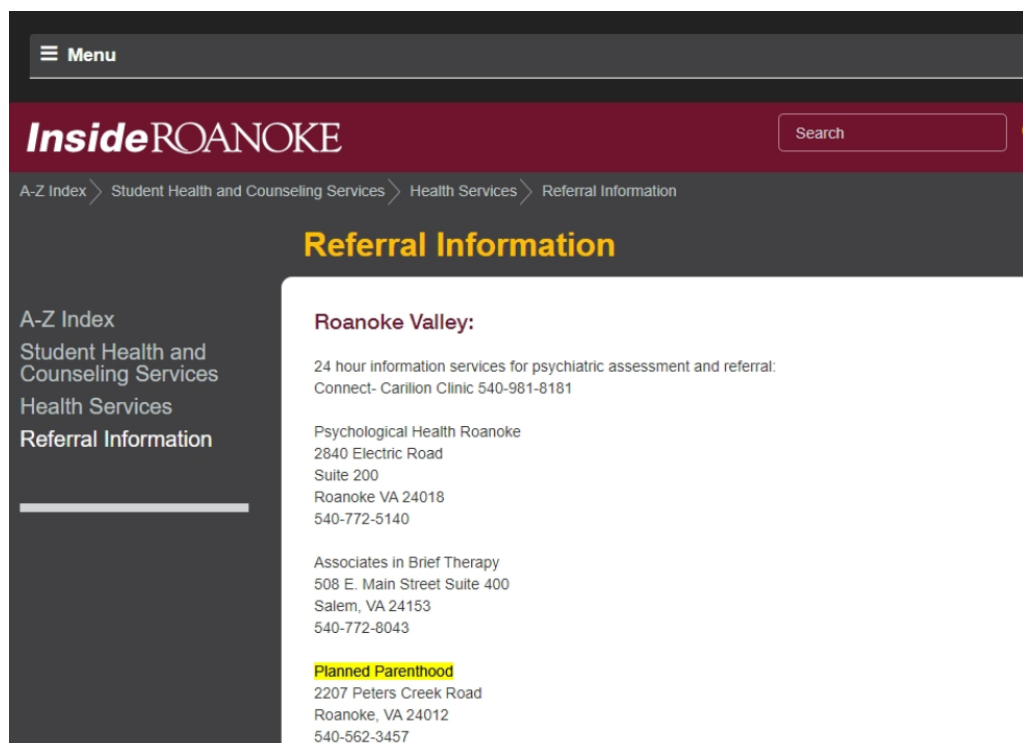 ☰ Menu
InsideROANOKE
Search
A-Z Index > Student Health and Counseling Services > Health Services > Referral Information
Referral Information
A-Z Index
Student Health and
Counseling Services
Health Services
Referral Information
Roanoke Valley:
24 hour information services for psychiatric assessment and referral:
Connect- Carilion Clinic 540-981-8181
Psychological Health Roanoke
2840 Electric Road
Suite 200
Roanoke VA 24018
540-772-5140
Associates in Brief Therapy
508 E. Main Street Suite 400
Salem, VA 24153
540-772-8043
Planned Parenthood
2207 Peters Creek Road
Roanoke, VA 24012
540-562-3457